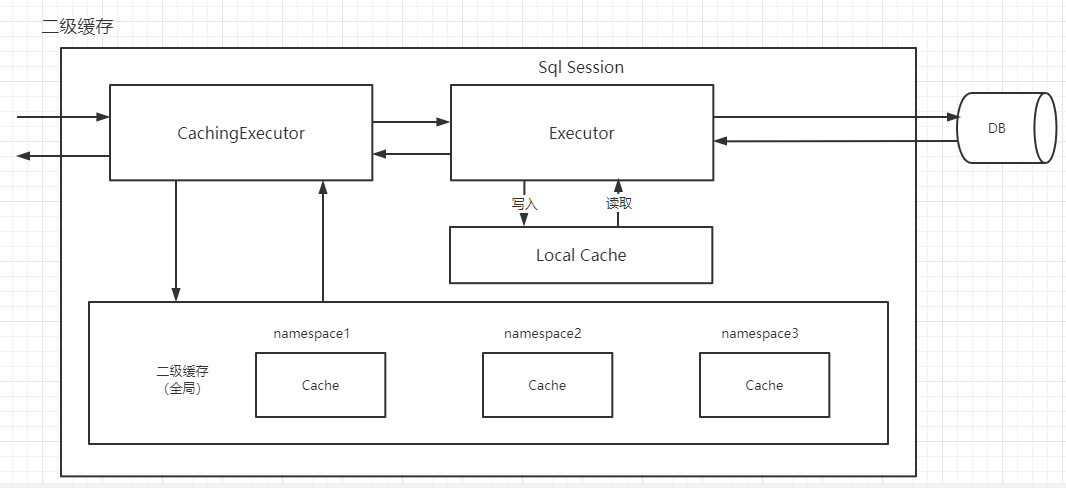 二级缓存
Sql Session
CachingExecutor
Executor
DB
写入
读取
Local Cache
namespace1
namespace2
namespace3
二级缓存
（全局）
Cache
Cache
Cache